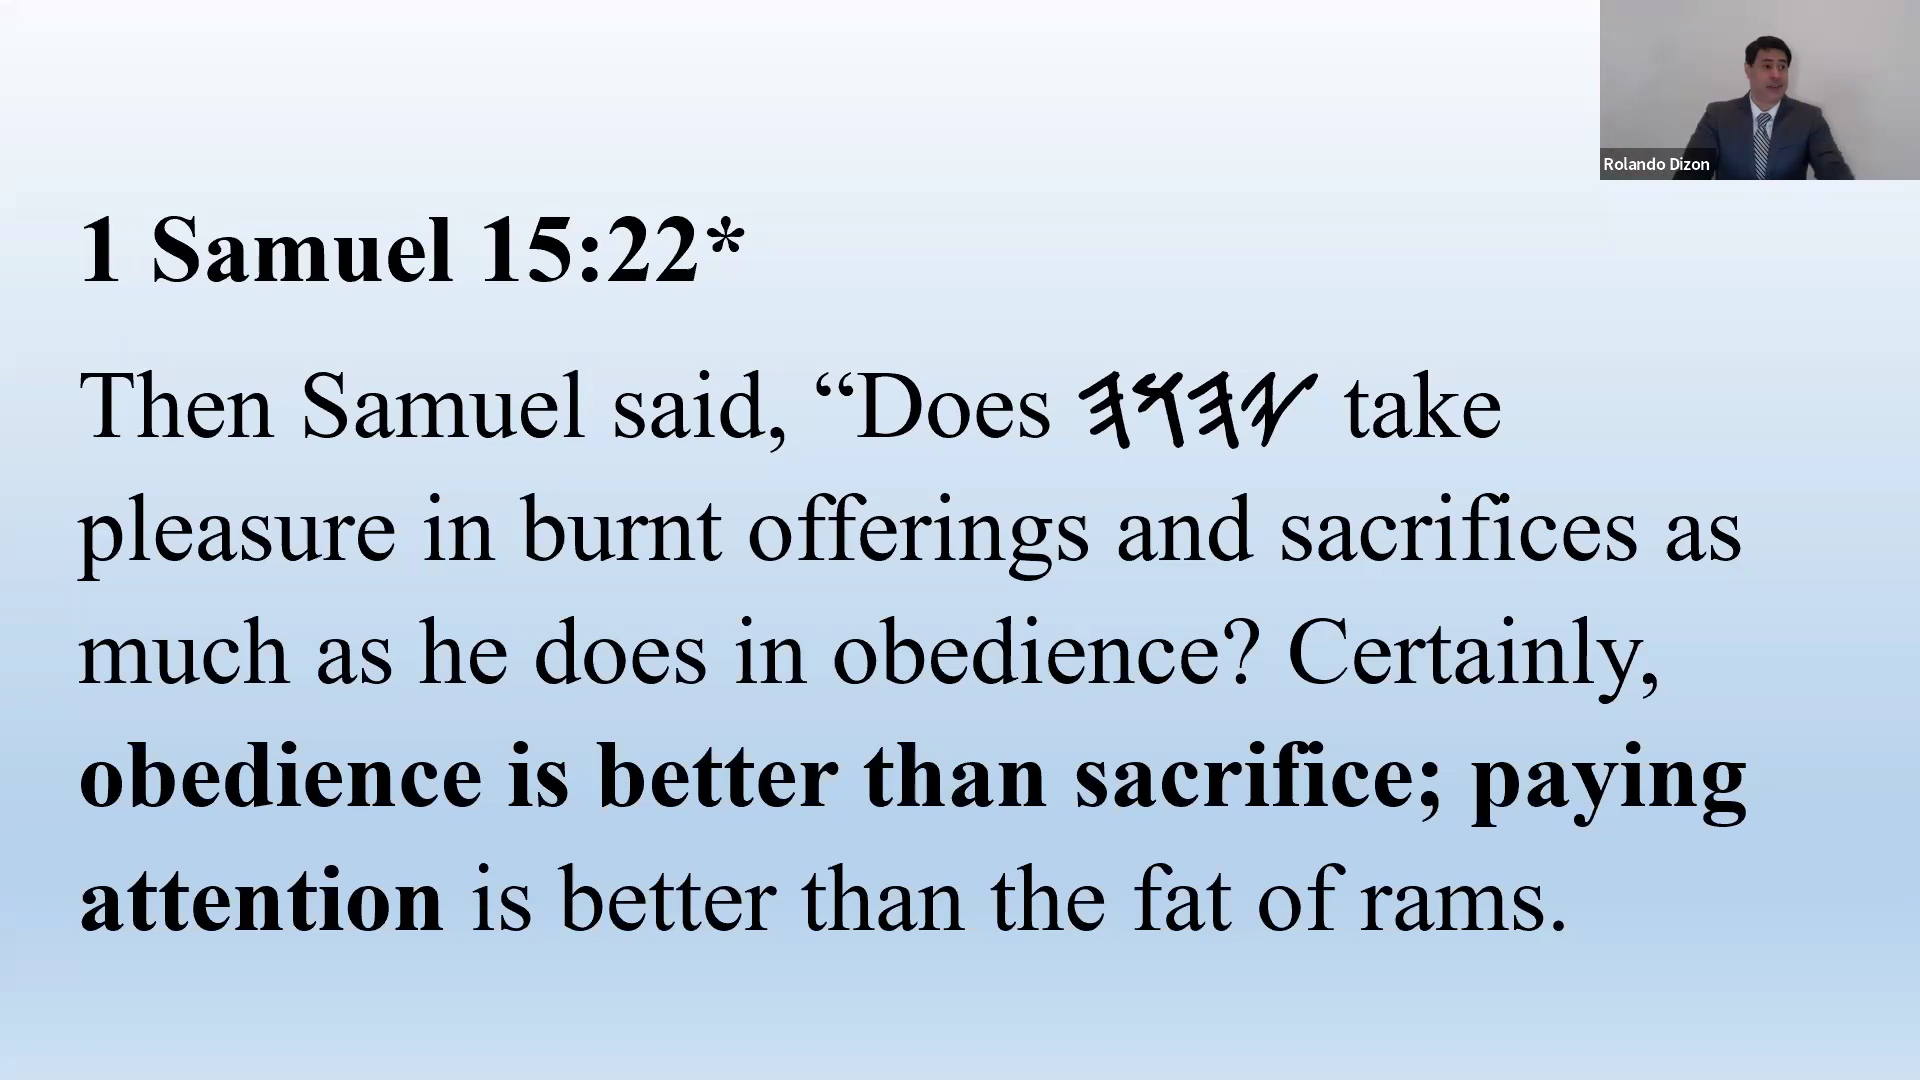 Rolando Dizon
1 Samuel 15:22*
Then Samuel said, “Does 𐤉𐤄𐤅𐤄 take
pleasure in burnt offerings and sacrifices as
much as he does in obedience? Certainly,
obedience is better than sacrifice; paying
attention is better than the fat of rams.